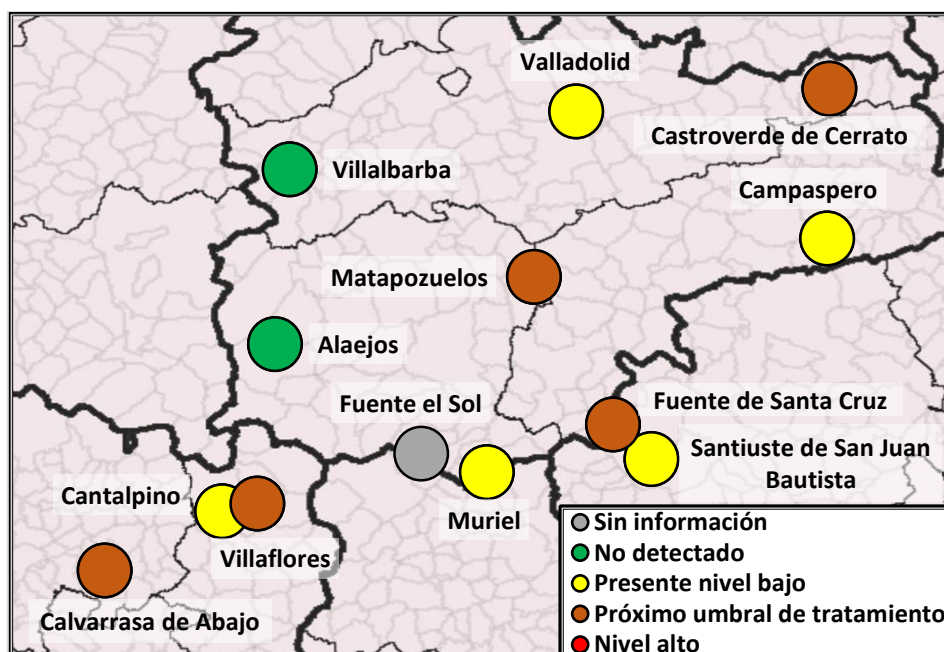 Valladolid
Castroverde de Cerrato
Villalbarba
Campaspero
Matapozuelos
Alaejos
Fuente el Sol
Fuente de Santa Cruz
Santiuste de San Juan
Bautista
Cantalpino
Muriel
Villaflores
Calvarrasa de Abajo
Sin información
No detectado
Presente nivel bajo
Próximo umbral de tratamiento
Nivel alto